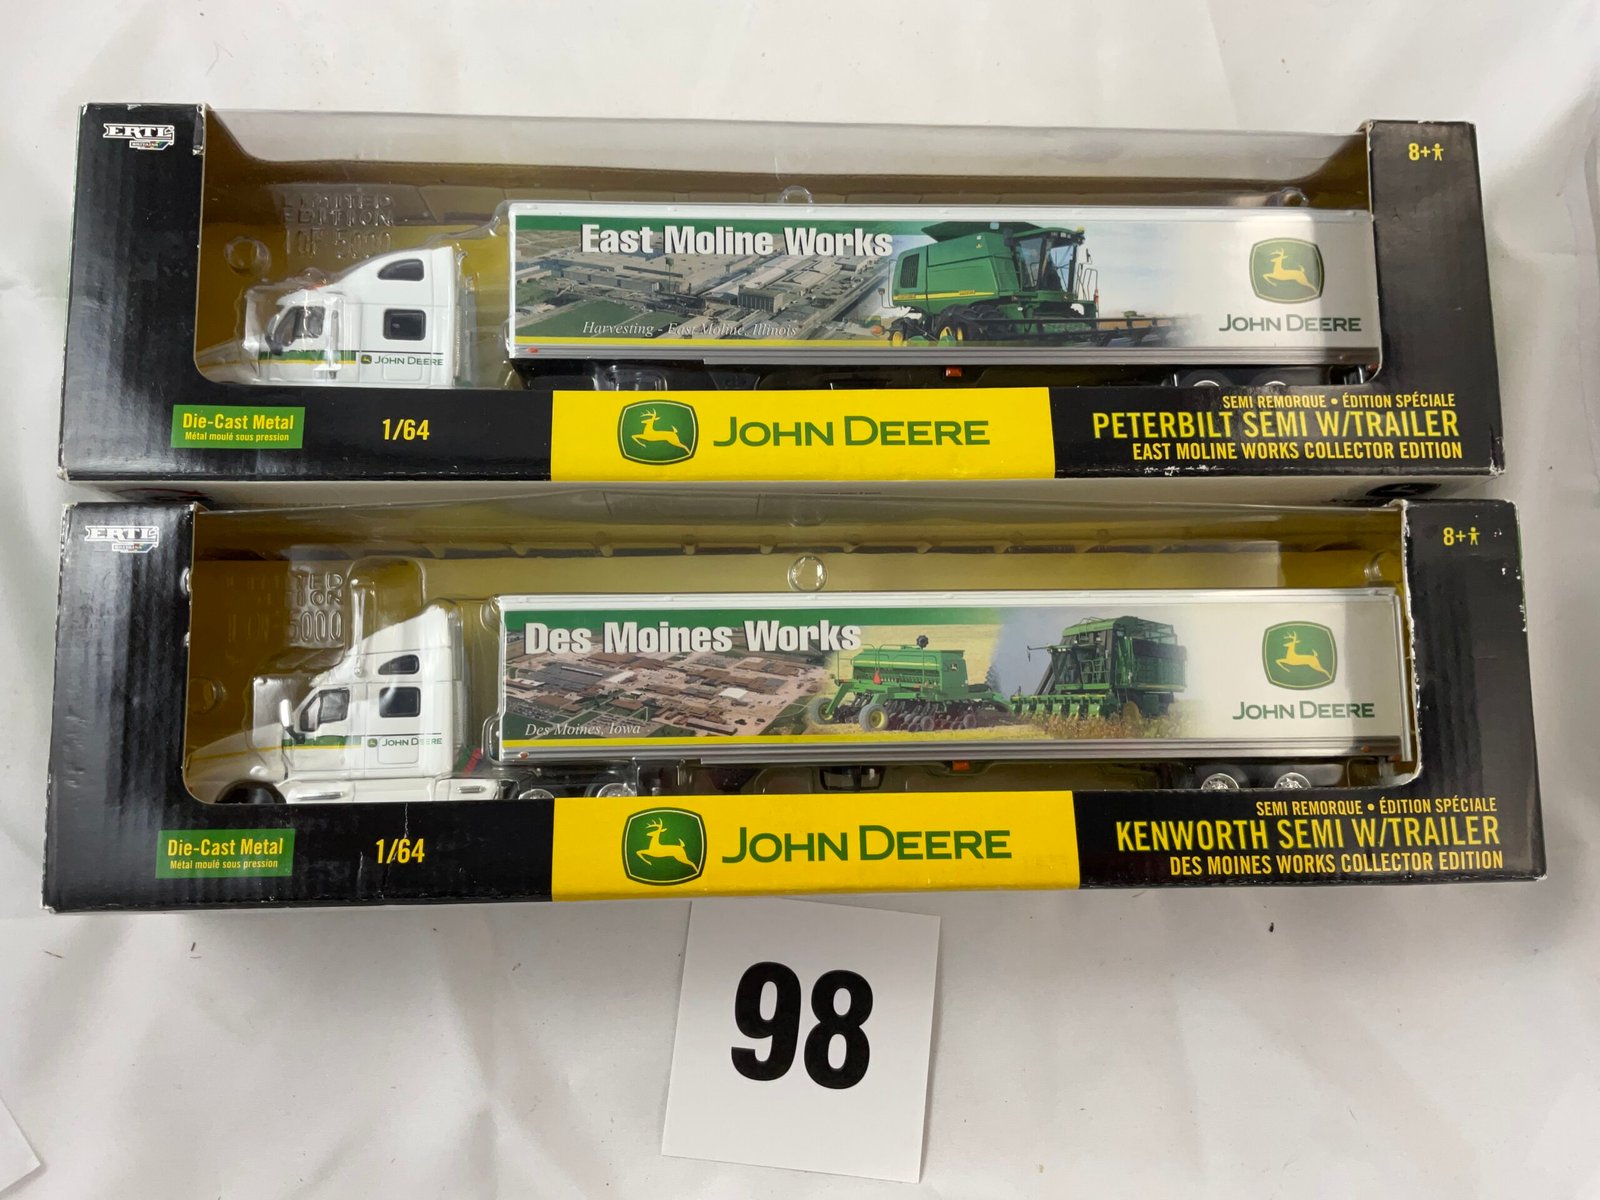 ERTL
BRITAINS
8+
LIMITED
EDITION
1 OF 5000
East Moline Works
Harvesting - East Moline, Illinois
JOHN DEERE
JOHN DEERE
Die-Cast Metal
Métal moulé sous pression
1/64
JOHN DEERE
SEMI REMORQUE • ÉDITION SPÉCIALE
PETERBILT SEMI W/TRAILER
EAST MOLINE WORKS COLLECTOR EDITION
ERTL
BRITAINS
8+
LIMITED
EDITION
1 OF 5000
Des Moines Works
Des Moines, Iowa
JOHN DEERE
JOHN DEERE
Die-Cast Metal
Métal moulé sous pression
1/64
JOHN DEERE
SEMI REMORQUE • ÉDITION SPÉCIALE
KENWORTH SEMI W/TRAILER
DES MOINES WORKS COLLECTOR EDITION
98